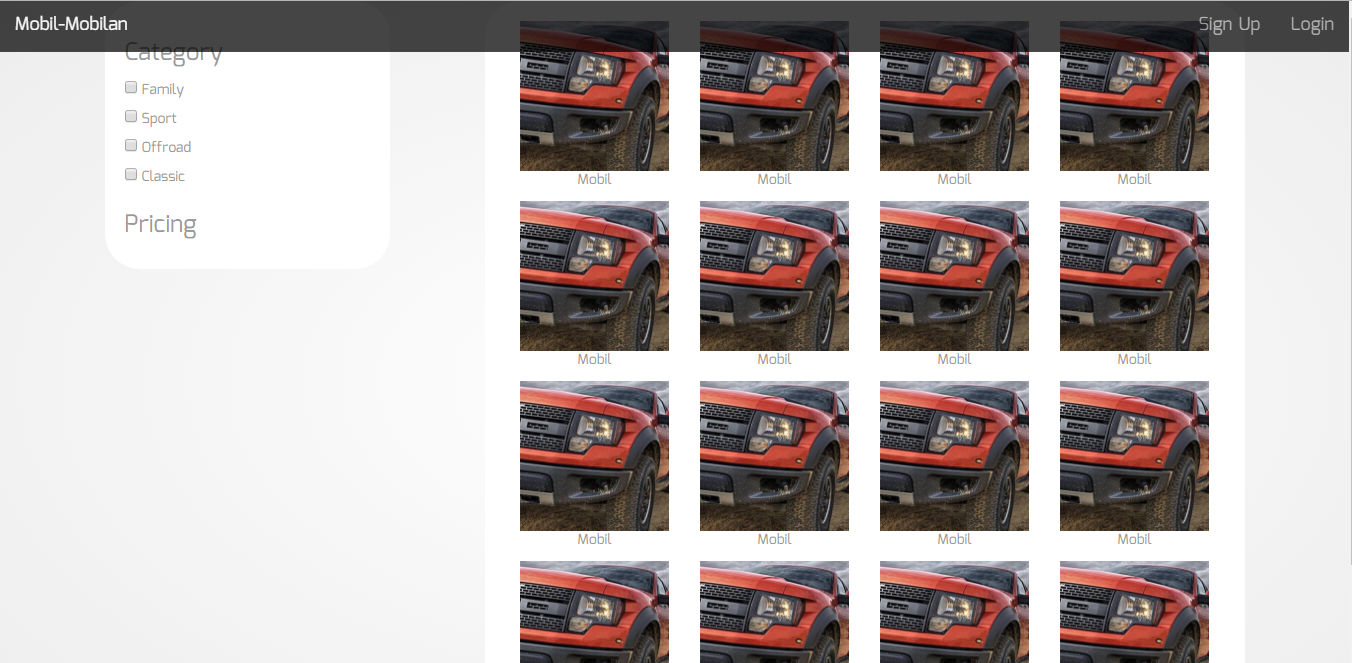 Mobil-Mobilan
Sign Up Login
Category
Family
Sport
Offroad
Classic
Pricing
Mobil Mobil Mobil Mobil
Mobil Mobil Mobil Mobil
Mobil Mobil Mobil Mobil